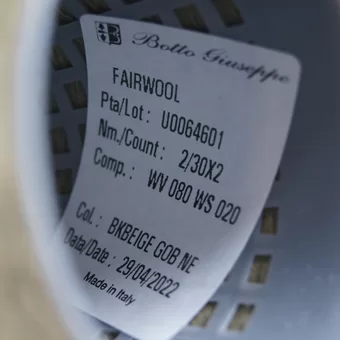 Botto Giuseppe
FAIRWOOL
Pta/Lot: U0064601
Nm./Count: 2/30X2
Comp.: WV 080 WS 020
Col.: BKBEIGE GOB NE
Data/Date: 29/04/2022
Made in Italy